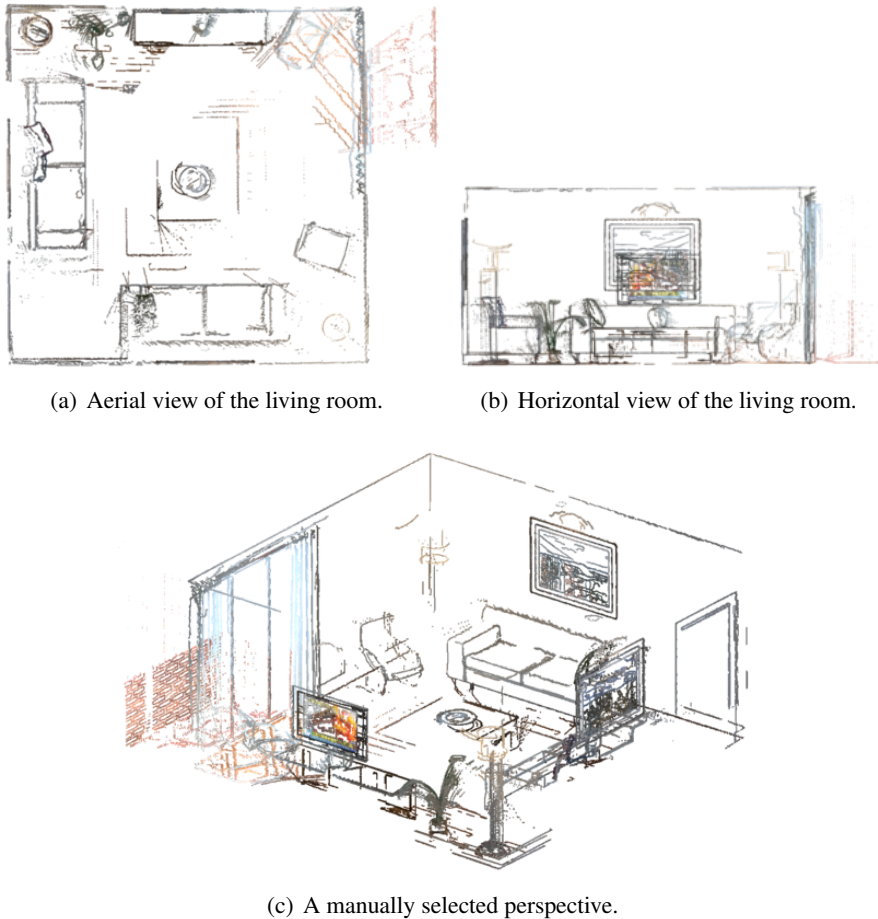 (a) Aerial view of the living room.
(b) Horizontal view of the living room.
(c) A manually selected perspective.